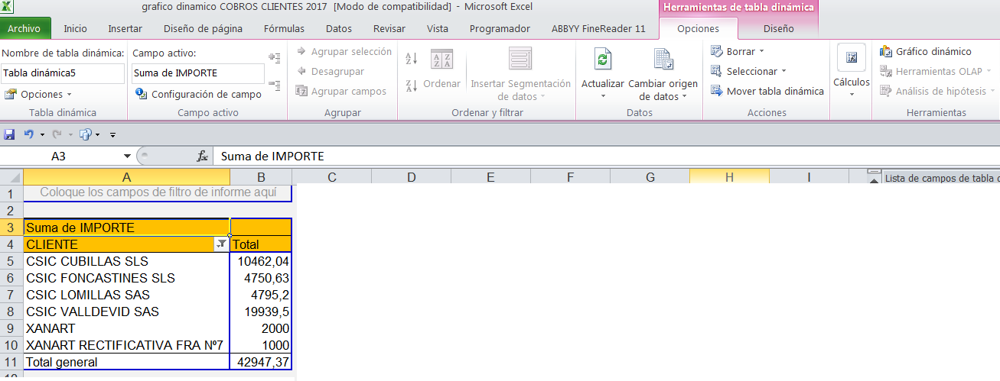 grafico dinamico COBROS CLIENTES 2017 [Modo de compatibilidad] - Microsoft Excel
Herramientas de tabla dinámica
Archivo Inicio Insertar Diseño de página Fórmulas Datos Revisar Vista Programador ABBYY FineReader 11 Opciones Diseño
Nombre de tabla dinámica: Campo activo: Agrupar selección Borrar Gráfico dinámico
Tabla dinámica5 Suma de IMPORTE Desagrupar Ordenar Insertar Segmentación de datos Actualizar Cambiar origen de datos Seleccionar Cálculos Herramientas OLAP
Opciones Configuración de campo Agrupar campos Mover tabla dinámica Análisis de hipótesis
Tabla dinámica Campo activo Agrupar Ordenar y filtrar Datos Acciones Herramientas
A3 fx Suma de IMPORTE
A B C D E F G H I Lista de campos de tabla
1 Coloque los campos de filtro de informe aquí
2
3 Suma de IMPORTE
4 CLIENTE Total
5 CSIC CUBILLAS SLS 10462,04
6 CSIC FONCASTINES SLS 4750,63
7 CSIC LOMILLAS SAS 4795,2
8 CSIC VALLDEVID SAS 19939,5
9 XANART 2000
10 XANART RECTIFICATIVA FRA Nº7 1000
11 Total general 42947,37